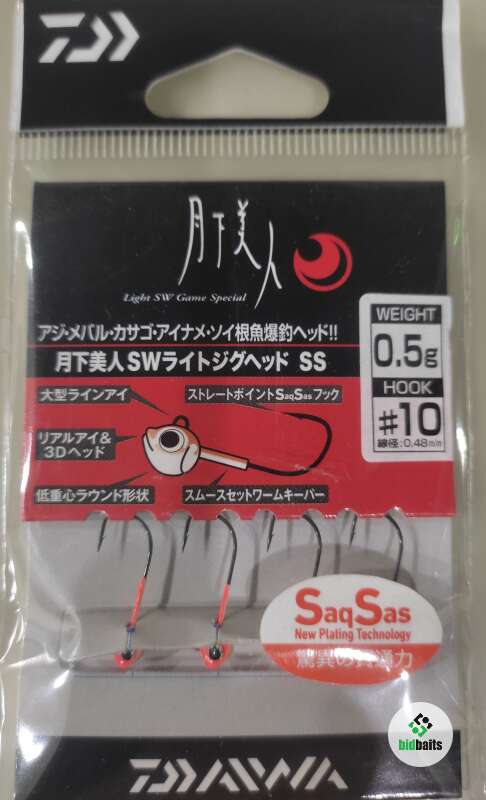 月下美人
Light SW Game Special
アジ・メバル・カサゴ・アイナメ・ソイ根魚爆釣ヘッド!!
月下美人SWライトジグヘッド SS
WEIGHT
0.5g
HOOK
#10
線径:0.48m/m
大型ラインアイ
ストレートポイントSaqSasフック
リアルアイ&
3Dヘッド
低重心ラウンド形状
スムースセットワームキーパー
SaqSas
New Plating Technology
驚異の貫通力
bidbaits
DAIWA